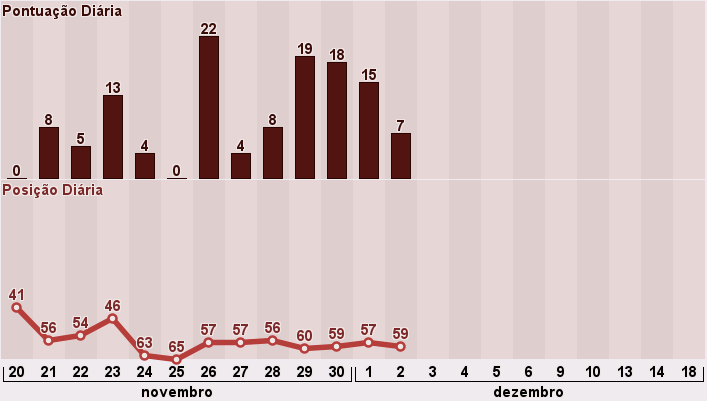 Pontuação Diária
0 8 5 13 4 0 22 4 8 19 18 15 7
Posição Diária
41 56 54 46 63 65 57 57 56 60 59 57 59
20 21 22 23 24 25 26 27 28 29 30 1 2 3 4 5 6 9 10 13 14 18
novembro dezembro